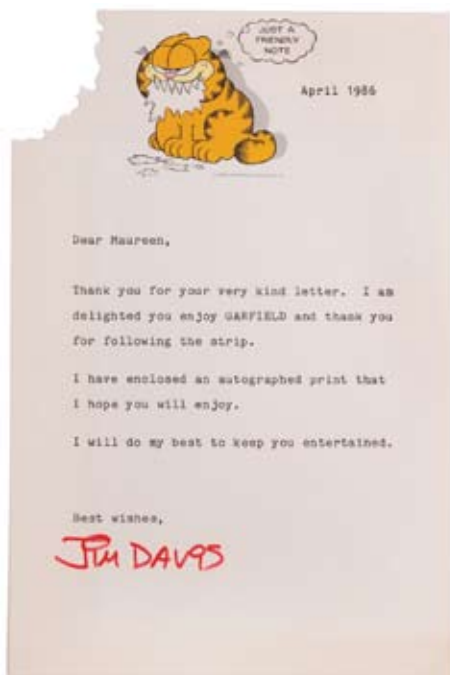 JUST A
FRIENDLY
NOTE
April 1986
Dear Maureen,
Thank you for your very kind letter. I am
delighted you enjoy GARFIELD and thank you
for following the strip.
I have enclosed an autographed print that
I hope you will enjoy.
I will do my best to keep you entertained.
Best wishes,
JIM DAVIS